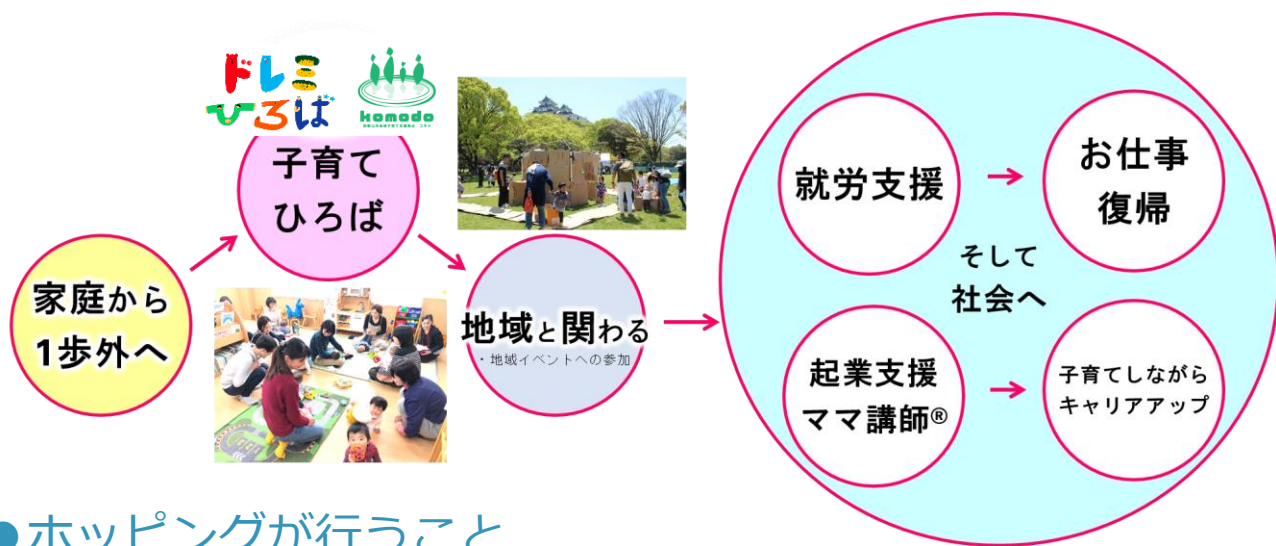 ドレミ
ひろば
komodo
子育て
ひろば
家庭から
1歩外へ
地域と関わる
・地域イベントへの参加
就労支援
お仕事
復帰
そして
社会へ
起業支援
ママ講師®
子育てしながら
キャリアアップ
●ホッピングが行うこと